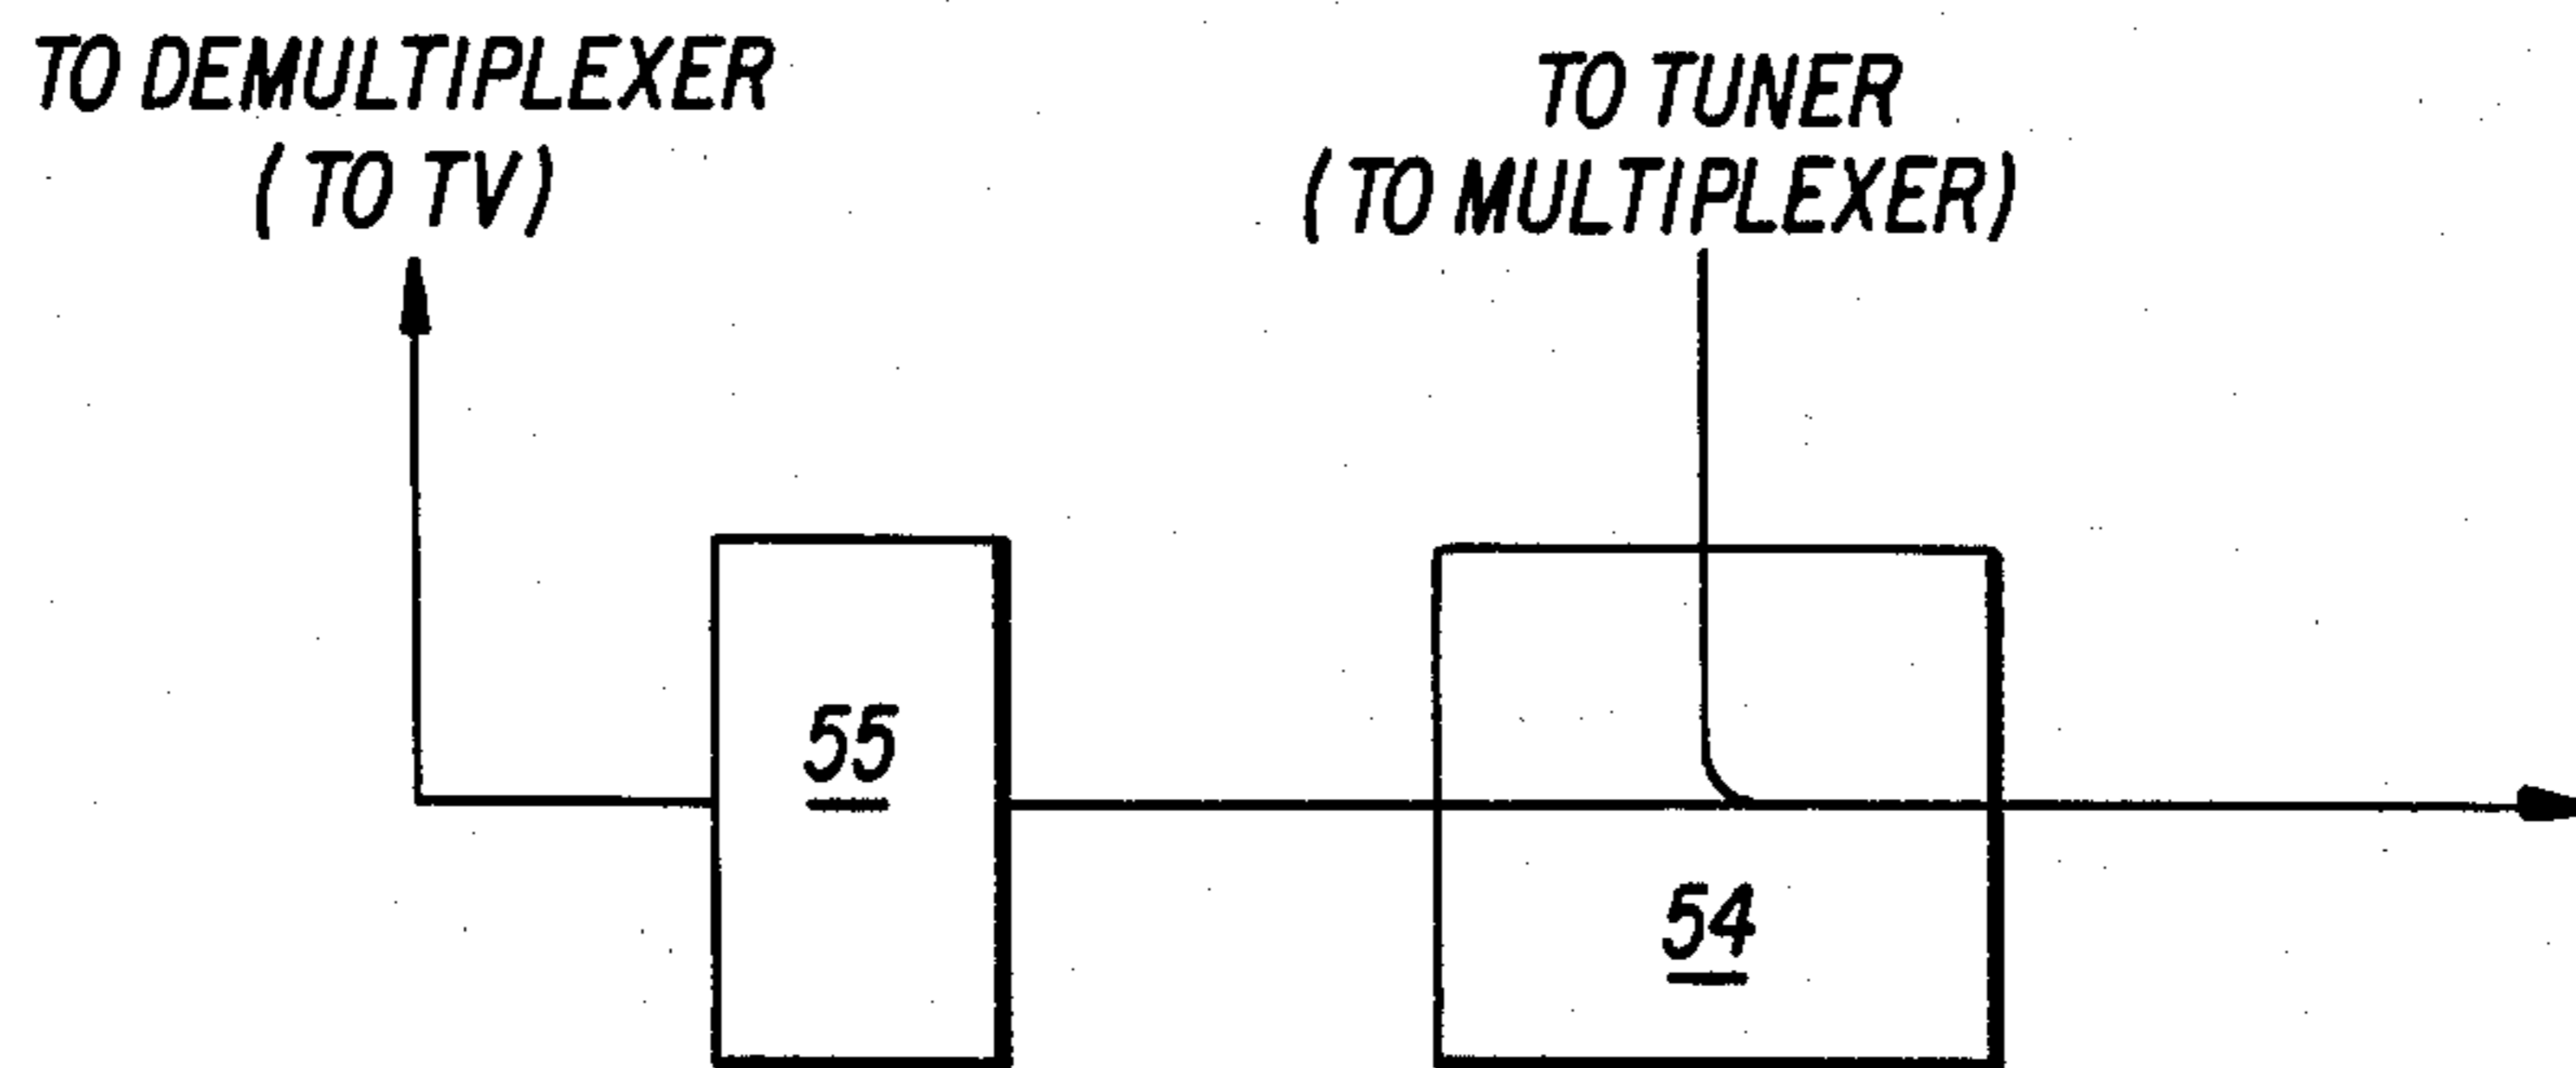 TO DEMULTIPLEXER
(TO TV)
TO TUNER
(TO MULTIPLEXER)
55
54